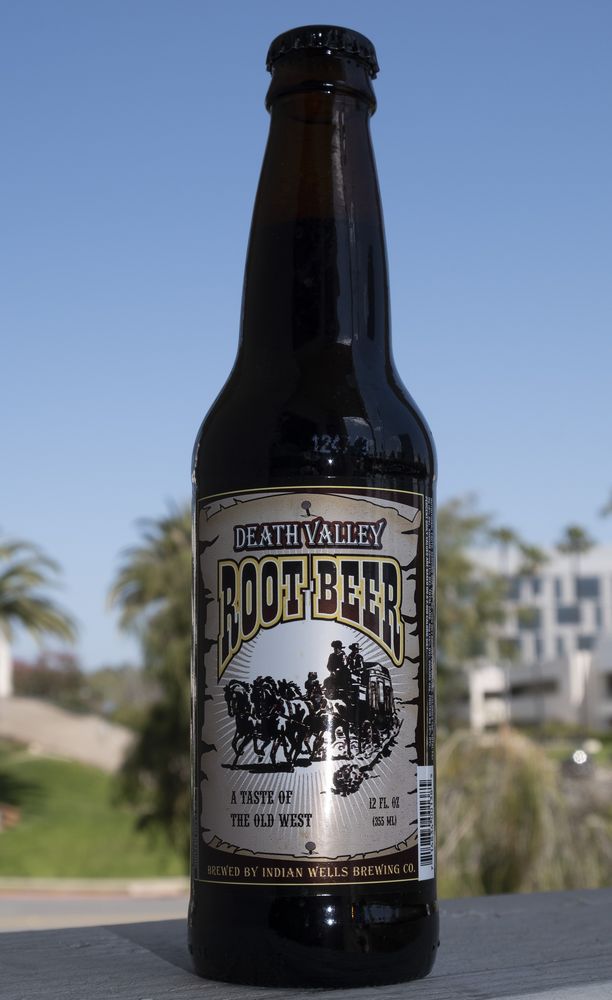 DEATH VALLEY
ROOT BEER
A TASTE OF
THE OLD WEST
12 FL. OZ
(355 ML)
BREWED BY INDIAN WELLS BREWING CO.